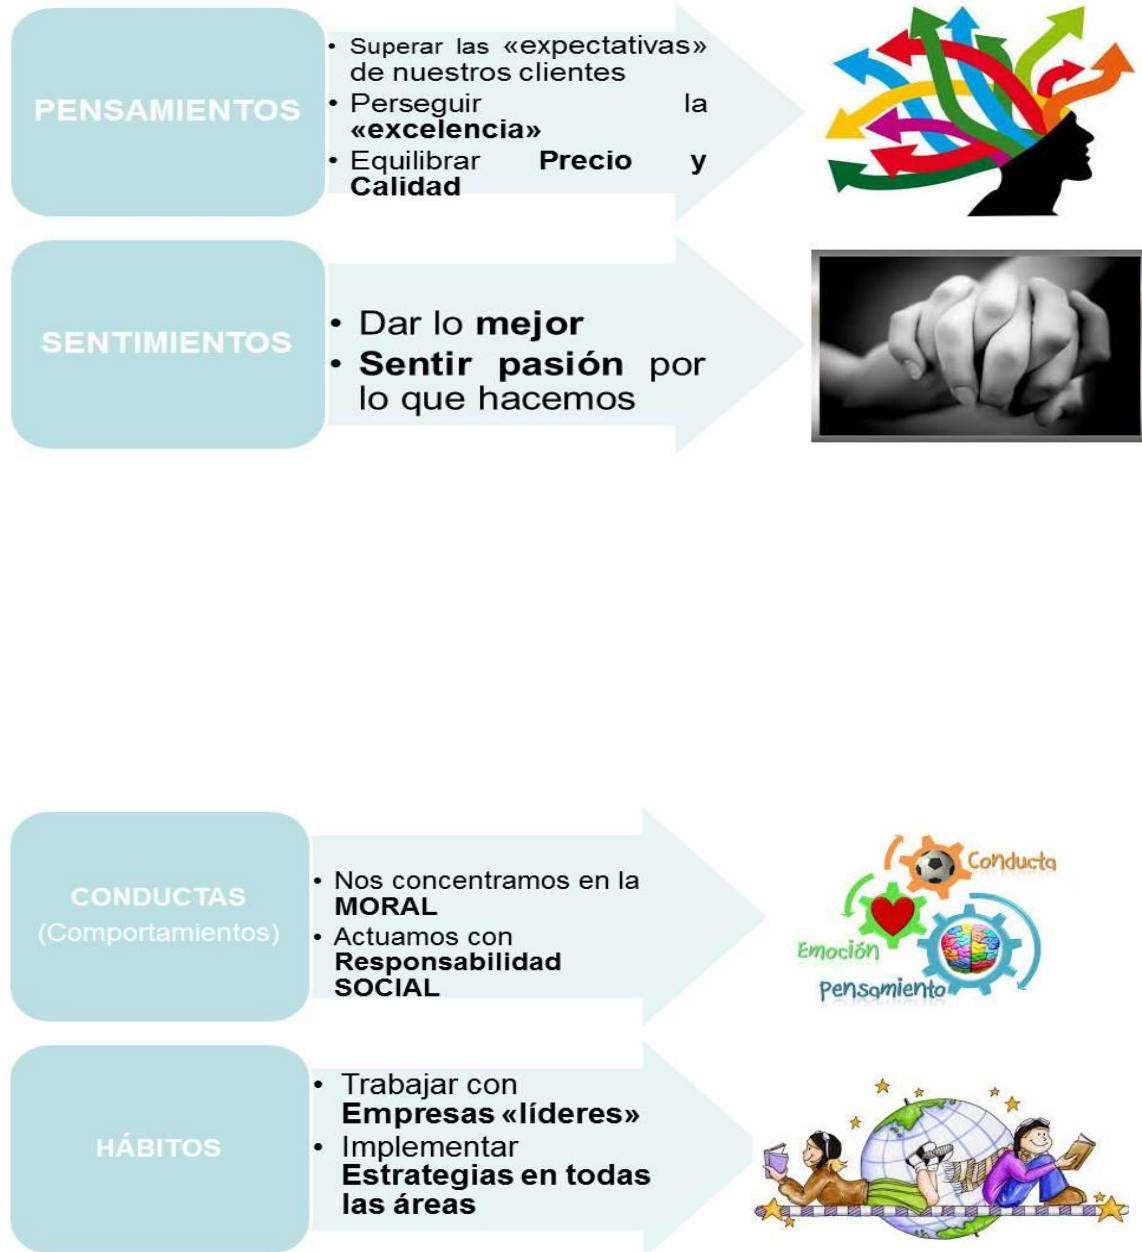 PENSAMIENTOS
• Superar las «expectativas»
de nuestros clientes
• Perseguir la
«excelencia»
• Equilibrar Precio y
Calidad
SENTIMIENTOS
• Dar lo mejor
• Sentir pasión por
lo que hacemos
CONDUCTAS
(Comportamientos)
• Nos concentramos en la
MORAL
• Actuamos con
Responsabilidad
SOCIAL
Conducta
Emoción
Pensamiento
HÁBITOS
• Trabajar con
Empresas «líderes»
• Implementar
Estrategias en todas
las áreas